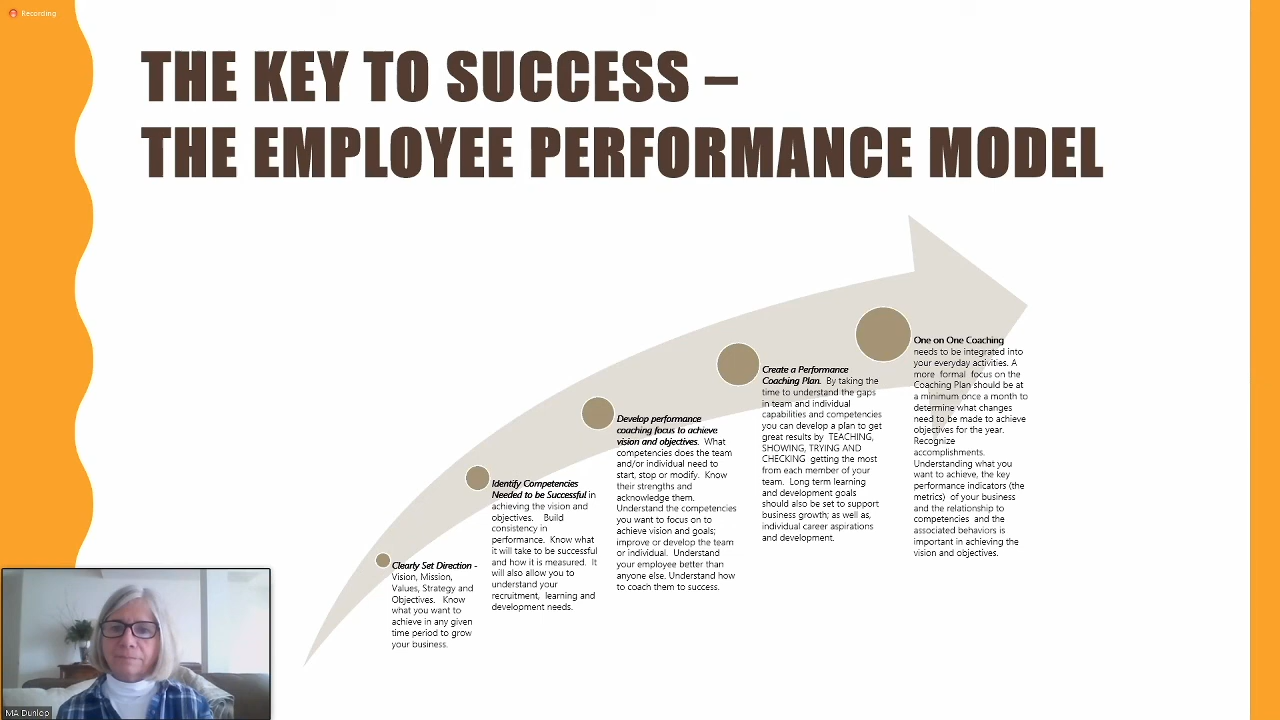 Recording
THE KEY TO SUCCESS –
THE EMPLOYEE PERFORMANCE MODEL
Clearly Set Direction -
Vision, Mission,
Values, Strategy and
Objectives. Know
what you want to
achieve in any given
time period to grow
your business.
Identify Competencies
Needed to be Successful in
achieving the vision and
objectives. Build
consistency in
performance. Know what
it will take to be successful
and how it is measured. It
will also allow you to
understand your
recruitment, learning and
development needs.
Develop performance
coaching focus to achieve
vision and objectives. What
competencies does the team
and/or individual need to
start, stop or modify. Know
their strengths and
acknowledge them.
Understand the competencies
you want to focus on to
achieve vision and goals;
improve or develop the team
or individual. Understand
your employee better than
anyone else. Understand how
to coach them to success.
Create a Performance
Coaching Plan. By taking the
time to understand the gaps
in team and individual
capabilities and competencies
you can develop a plan to get
great results by TEACHING,
SHOWING, TRYING AND
CHECKING getting the most
from each member of your
team. Long term learning
and development goals
should also be set to support
business growth; as well as,
individual career aspirations
and development.
One on One Coaching
needs to be integrated into
your everyday activities. A
more formal focus on the
Coaching Plan should be at
a minimum once a month to
determine what changes
need to be made to achieve
objectives for the year.
Recognize
accomplishments.
Understanding what you
want to achieve, the key
performance indicators (the
metrics) of your business
and the relationship to
competencies and the
associated behaviors is
important in achieving the
vision and objectives.
MA Dunlop